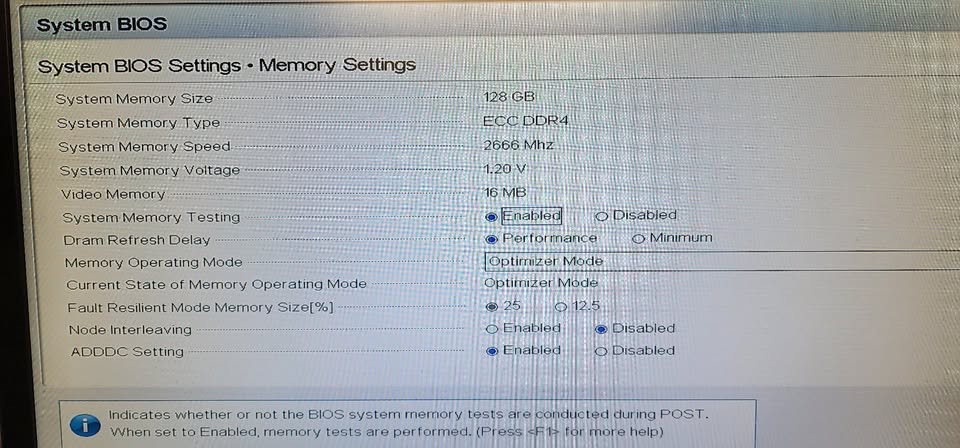 System BIOS
System BIOS Settings • Memory Settings
System Memory Size 128 GB
System Memory Type ECC DDR4
System Memory Speed 2666 Mhz
System Memory Voltage 1.20 V
Video Memory 16 MB
System Memory Testing Enabled Disabled
Dram Refresh Delay Performance Minimum
Memory Operating Mode Optimizer Mode
Current State of Memory Operating Mode Optimizer Mode
Fault Resilient Mode Memory Size[%] 25 12.5
Node Interleaving Enabled Disabled
ADDDC Setting Enabled Disabled
Indicates whether or not the BIOS system memory tests are conducted during POST.
When set to Enabled, memory tests are performed. (Press <F1> for more help)